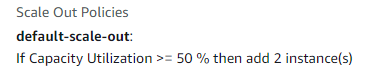 Scale Out Policies
default-scale-out:
If Capacity Utilization >= 50 % then add 2 instance(s)